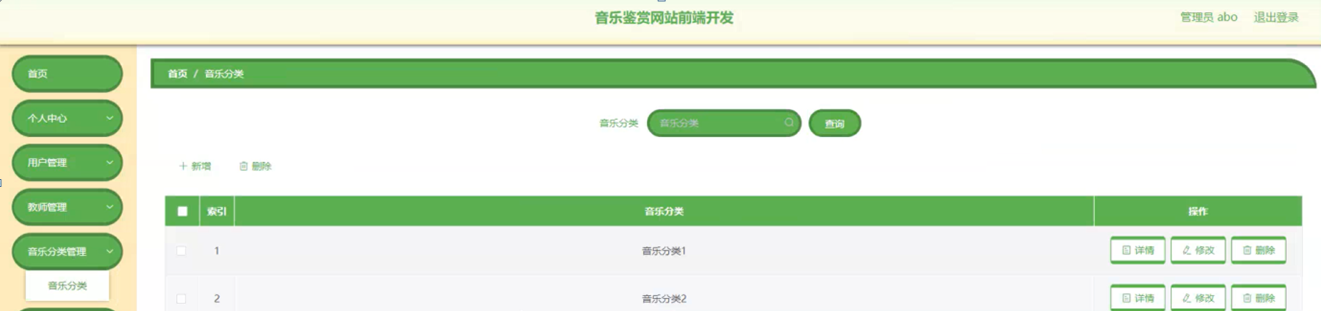 音乐鉴赏网站前端开发
管理员 abo 退出登录
首页
个人中心
用户管理
教师管理
音乐分类管理
音乐分类
首页 / 音乐分类
音乐分类 音乐分类 查询
新增 删除
索引 音乐分类 操作
1 音乐分类1 详情 修改 删除
2 音乐分类2 详情 修改 删除